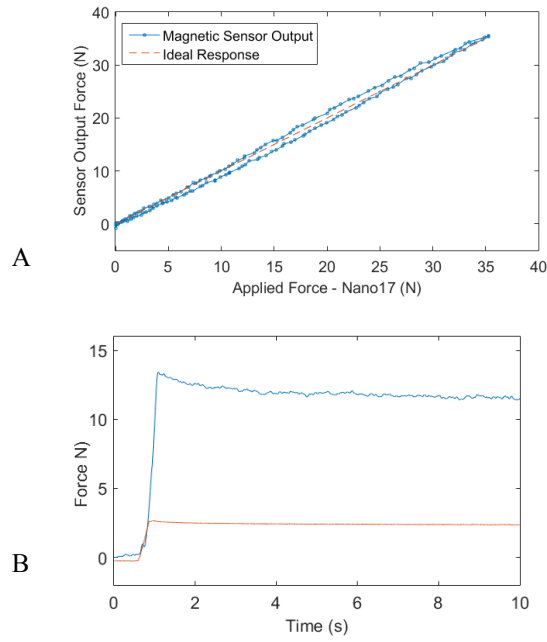 A
Magnetic Sensor Output
Ideal Response
Sensor Output Force (N)
40
30
20
10
0
0 5 10 15 20 25 30 35 40
Applied Force - Nano17 (N)
B
Force N)
15
10
5
0
0 2 4 6 8 10
Time (s)